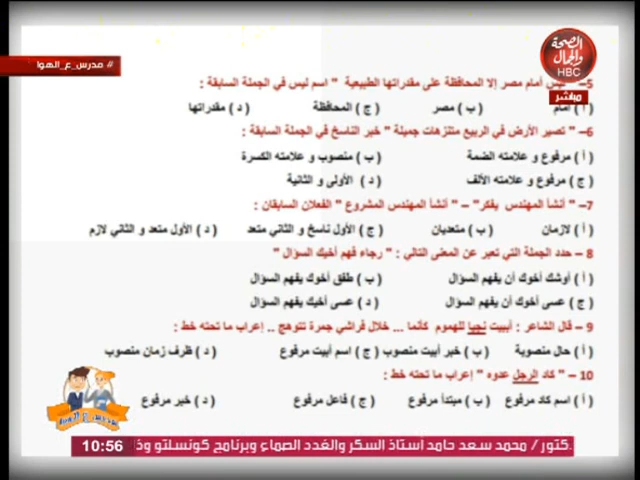 # مدرس_ع_الهوا
الصحة والجمال
HBC
مباشر
5– ليس أمام مصر إلا المحافظة على مقدراتها الطبيعية " اسم ليس في الجملة السابقة :
( أ ) أمام ( ب ) مصر ( ج ) المحافظة ( د ) مقدراتها
6– " تصير الأرض في الربيع متنزهات جميلة " خبر الناسخ في الجملة السابقة :
( أ ) مرفوع و علامته الضمة ( ب ) منصوب و علامته الكسرة
( ج ) مرفوع و علامته الألف ( د ) الأولى و الثانية
7– " أنشأ المهندس يفكر" – " أنشأ المهندس المشروع " الفعلان السابقان :
( أ ) لازمان ( ب ) متعديان ( ج ) الأول ناسخ و الثاني متعد ( د ) الأول متعد و الثاني لازم
8 – حدد الجملة التي تعبر عن المعنى التالي : " رجاء فهم أخيك السؤال "
( أ ) أوشك أخوك أن يفهم السؤال ( ب ) طفق أخوك يفهم السؤال
( ج ) عسى أخوك أن يفهم السؤال ( د ) عسى أخيك يفهم السؤال
9 – قال الشاعر : أبيت نجيا للهموم كأنما ... خلال فراشي جمرة تتوهج .. إعراب ما تحته خط :
( أ ) حال منصوبة ( ب ) خبر أبيت منصوب ( ج ) اسم أبيت مرفوع ( د ) ظرف زمان منصوب
10 – " كاد الرجل عدوه " إعراب ما تحته خط :
( أ ) اسم كاد مرفوع ( ب ) مبتدأ مرفوع ( ج ) فاعل مرفوع ( د ) خبر مرفوع
مدرس ع الهوا
10:56
دكتور / محمد سعد حامد أستاذ السكر والغدد الصماء وبرنامج كونسلتو